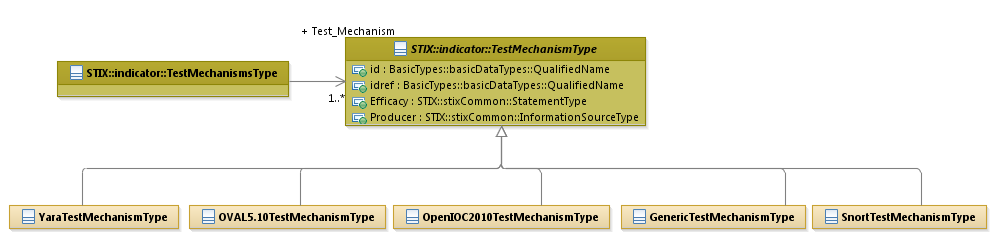 + Test_Mechanism
STIX::indicator::TestMechanismType
STIX::indicator::TestMechanismsType
id : BasicTypes::basicDataTypes::QualifiedName
idref : BasicTypes::basicDataTypes::QualifiedName
1..*
Efficacy : STIX::stixCommon::StatementType
Producer : STIX::stixCommon::InformationSourceType
YaraTestMechanismType
OVAL5.10TestMechanismType
OpenIOC2010TestMechanismType
GenericTestMechanismType
SnortTestMechanismType